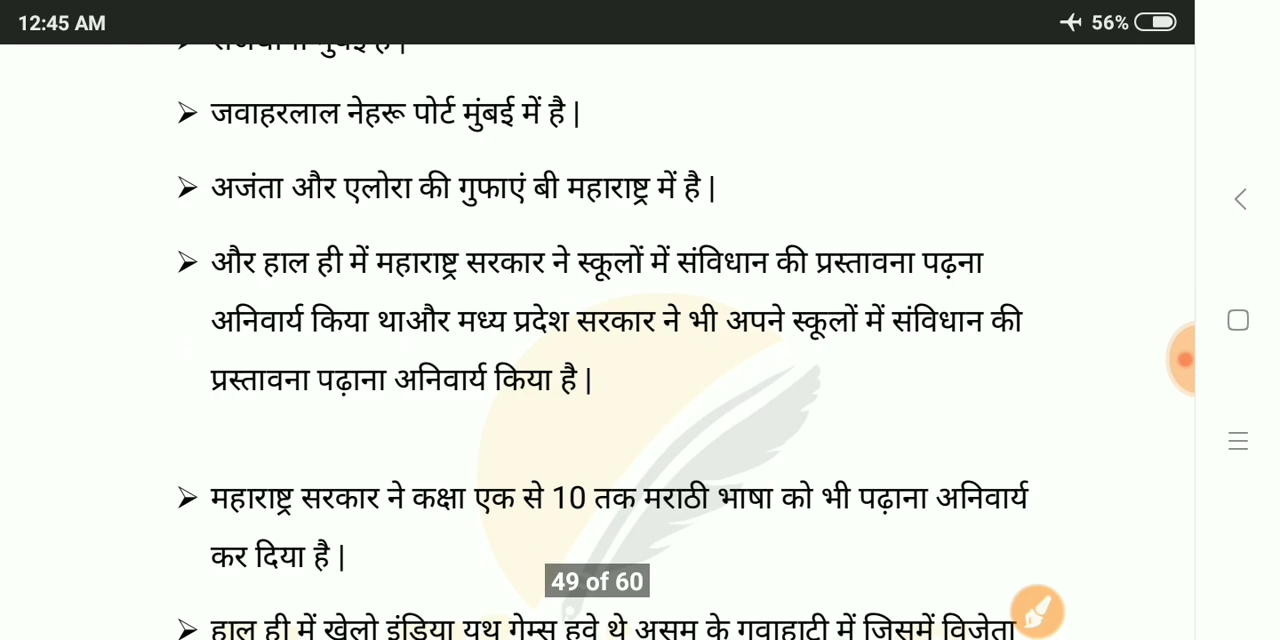 12:45 AM
56%
➢ जवाहरलाल नेहरू पोर्ट मुंबई में है |
➢ अजंता और एलोरा की गुफाएं बी महाराष्ट्र में है |
➢ और हाल ही में महाराष्ट्र सरकार ने स्कूलों में संविधान की प्रस्तावना पढ़ना
अनिवार्य किया थाऔर मध्य प्रदेश सरकार ने भी अपने स्कूलों में संविधान की
प्रस्तावना पढ़ाना अनिवार्य किया है |
➢ महाराष्ट्र सरकार ने कक्षा एक से 10 तक मराठी भाषा को भी पढ़ाना अनिवार्य
कर दिया है |
49 of 60
➢ हाल ही में खेलो इंडिया यूथ गेम्स हुवे थे असम के गुवाहाटी में जिसमें विजेता